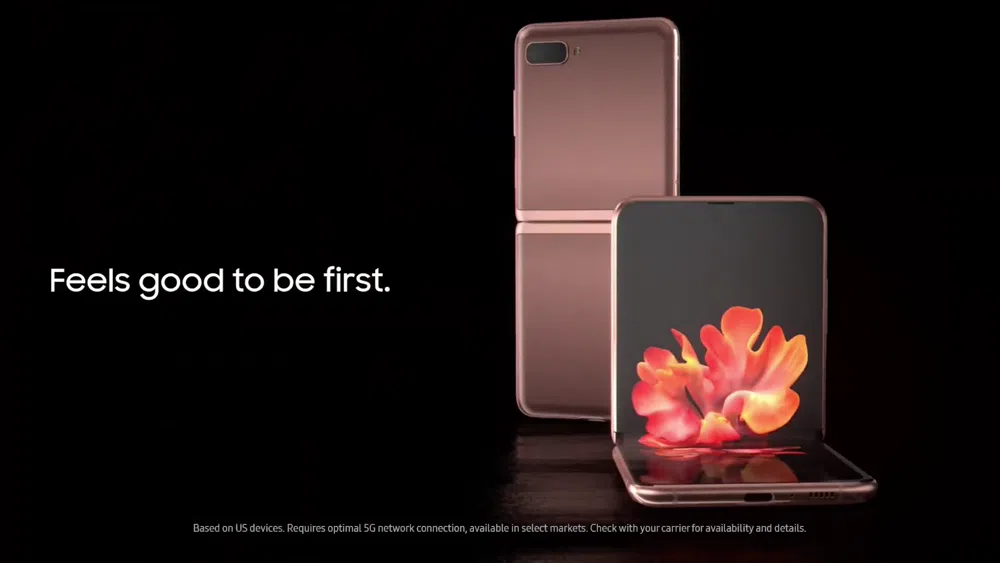 Feels good to be first.
Based on US devices. Requires optimal 5G network connection, available in select markets. Check with your carrier for availability and details.